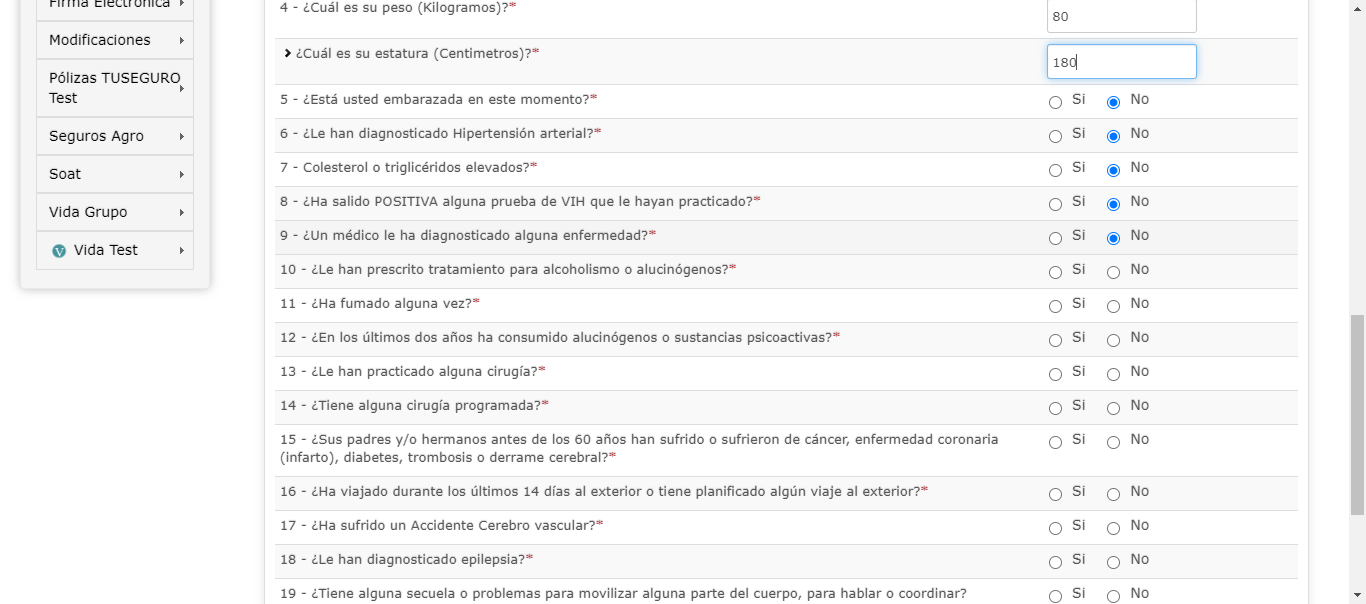 Firma Electrónica
Modificaciones
Pólizas TUSEGURO
Test
Seguros Agro
Soat
Vida Grupo
V Vida Test
4 - ¿Cuál es su peso (Kilogramos)?* 80
¿Cuál es su estatura (Centimetros)?* 180
5 - ¿Está usted embarazada en este momento?* Si No
6 - ¿Le han diagnosticado Hipertensión arterial?* Si No
7 - Colesterol o triglicéridos elevados?* Si No
8 - ¿Ha salido POSITIVA alguna prueba de VIH que le hayan practicado?* Si No
9 - ¿Un médico le ha diagnosticado alguna enfermedad?* Si No
10 - ¿Le han prescrito tratamiento para alcoholismo o alucinógenos?* Si No
11 - ¿Ha fumado alguna vez?* Si No
12 - ¿En los últimos dos años ha consumido alucinógenos o sustancias psicoactivas?* Si No
13 - ¿Le han practicado alguna cirugía?* Si No
14 - ¿Tiene alguna cirugía programada?* Si No
15 - ¿Sus padres y/o hermanos antes de los 60 años han sufrido o sufrieron de cáncer, enfermedad coronaria Si No
(infarto), diabetes, trombosis o derrame cerebral?*
16 - ¿Ha viajado durante los últimos 14 días al exterior o tiene planificado algún viaje al exterior?* Si No
17 - ¿Ha sufrido un Accidente Cerebro vascular?* Si No
18 - ¿Le han diagnosticado epilepsia?* Si No
19 - ¿Tiene alguna secuela o problemas para movilizar alguna parte del cuerpo, para hablar o coordinar? Si No